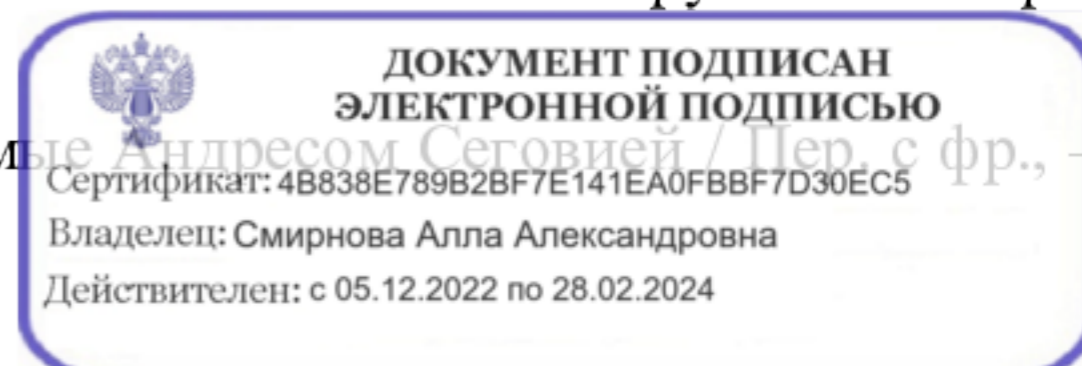 ДОКУМЕНТ ПОДПИСАН
ЭЛЕКТРОННОЙ ПОДПИСЬЮ
Андресом Сеговией / Пер. с фр., –
Сертификат: 4B838E789B2BF7E141EA0FBBF7D30EC5
Владелец: Смирнова Алла Александровна
Действителен: с 05.12.2022 по 28.02.2024